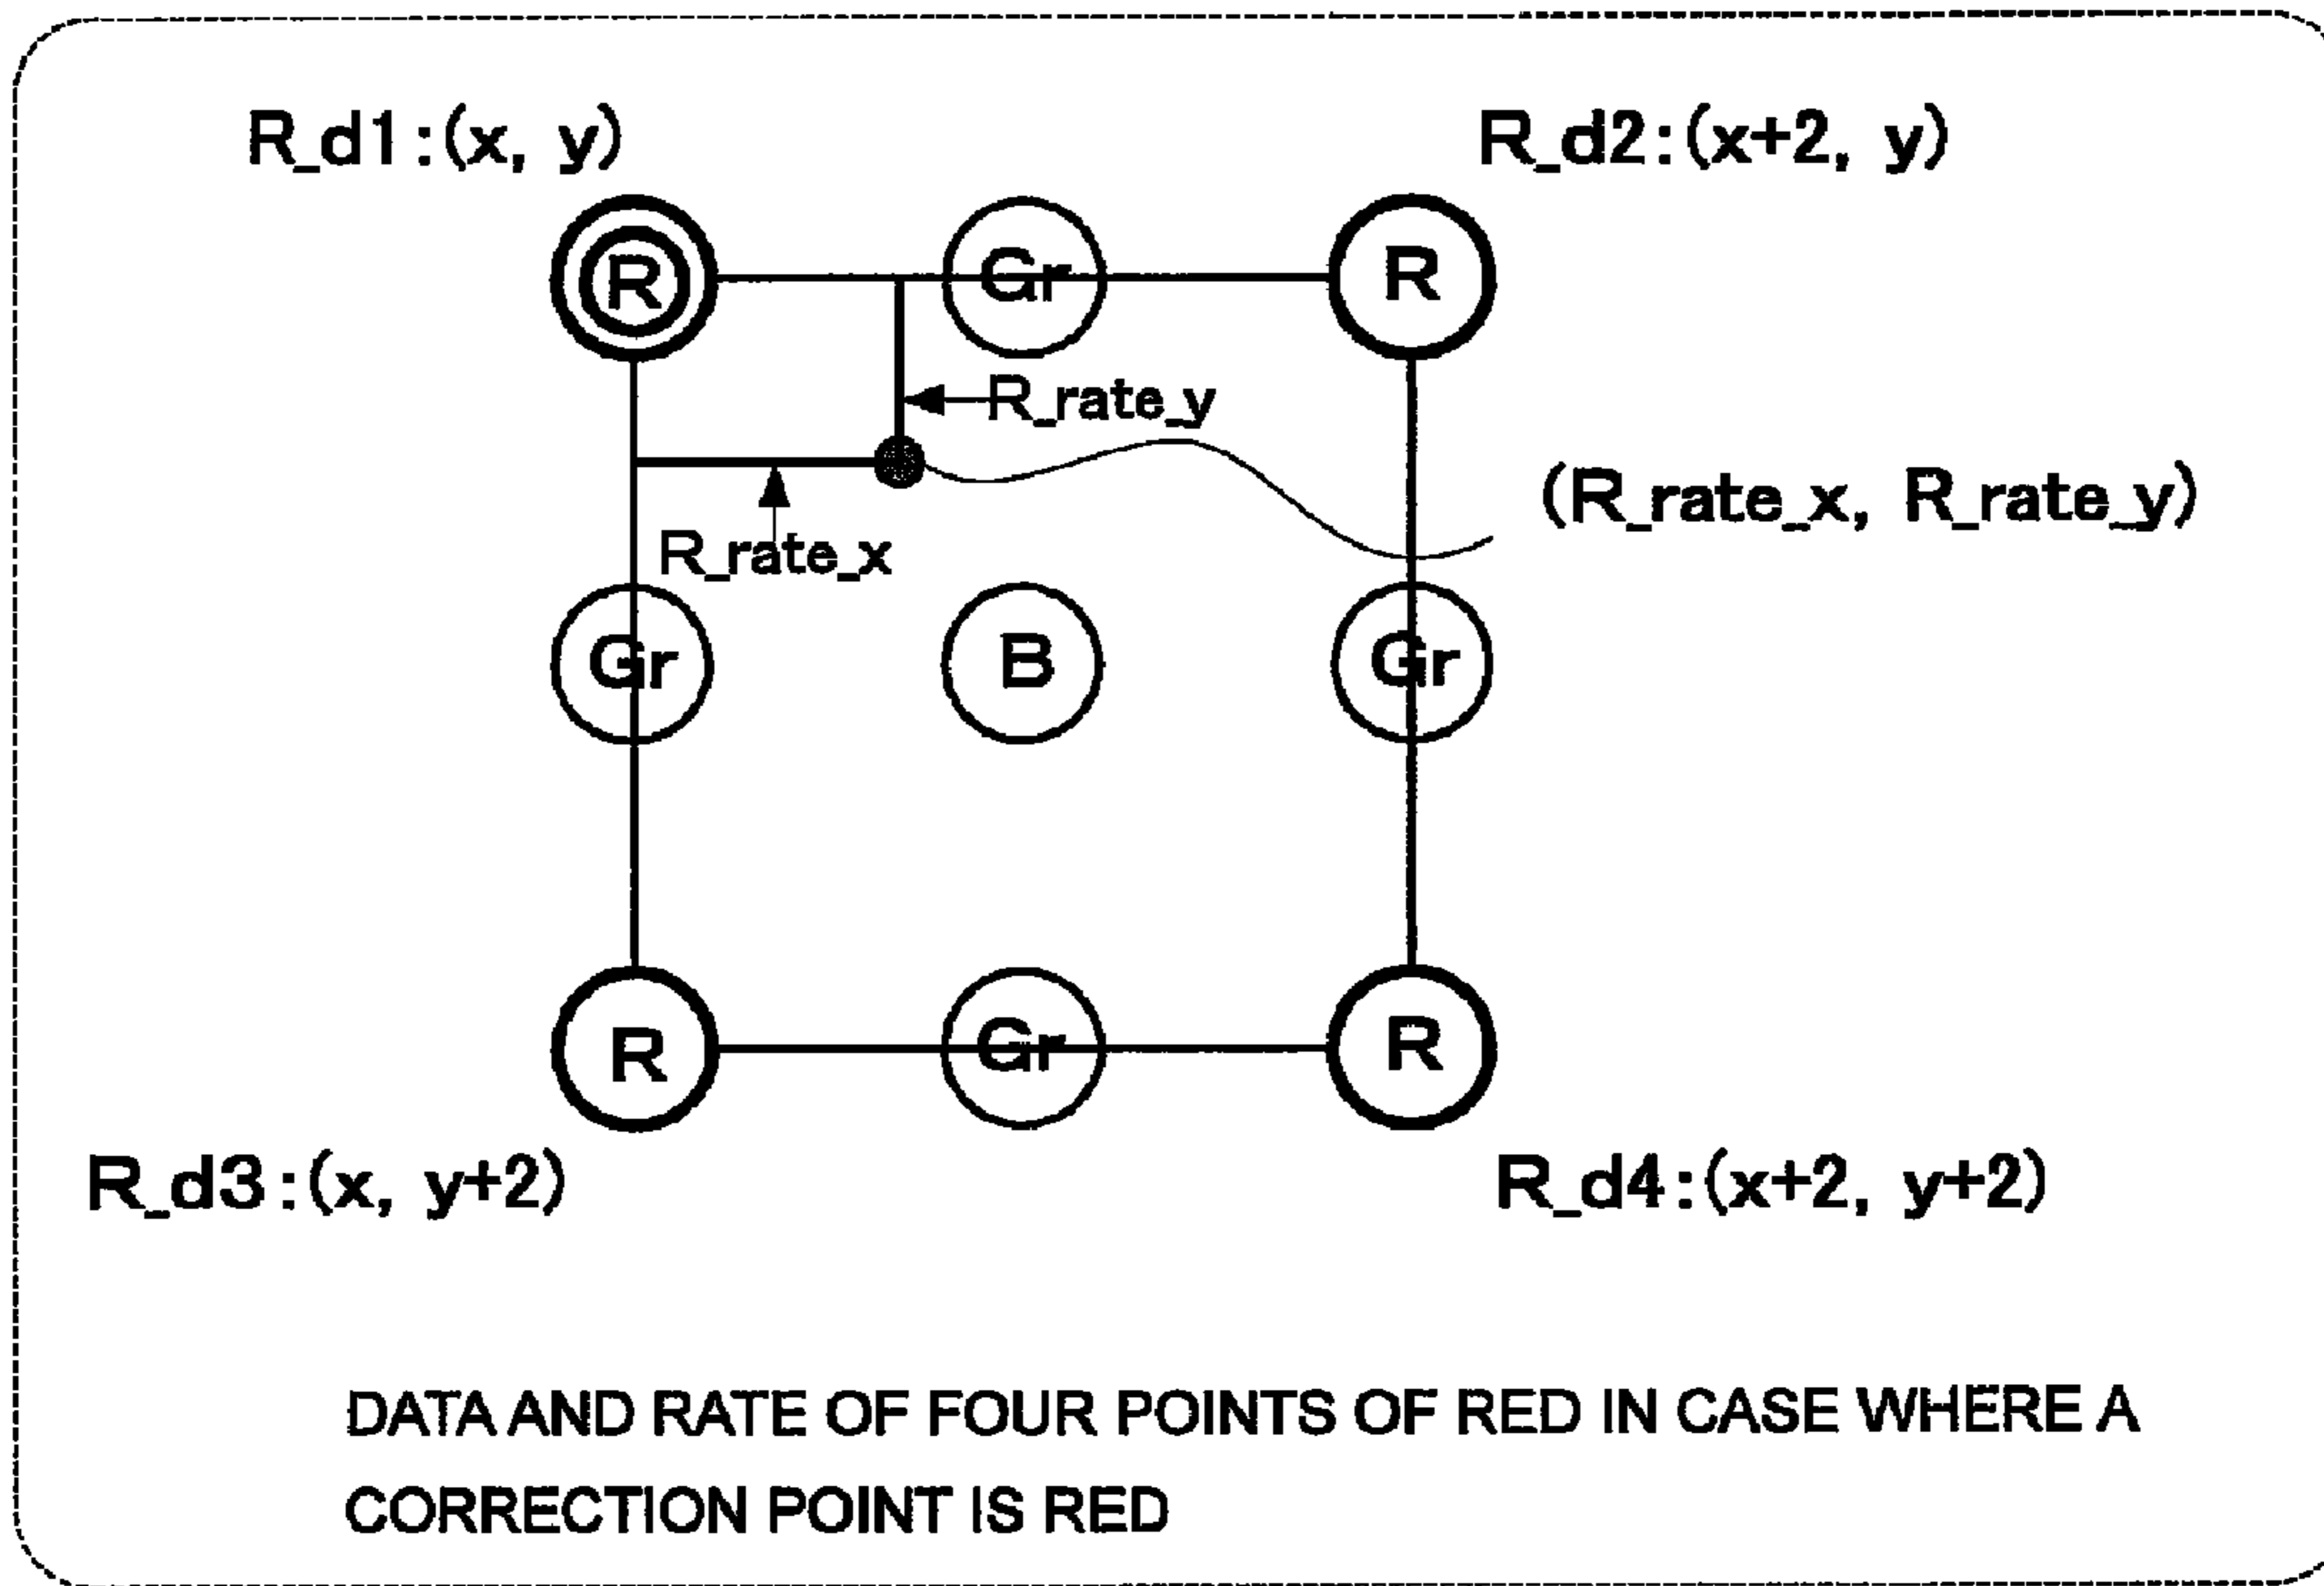 R_d1:(x, y)
R_d2:(x+2, y)
R
Gr
R
R_rate_y
(R_rate_x, R_rate_y)
R_rate_x
Gr
B
Gr
R
Gr
R
R_d3:(x, y+2)
R_d4:(x+2, y+2)
DATA AND RATE OF FOUR POINTS OF RED IN CASE WHERE A
CORRECTION POINT IS RED